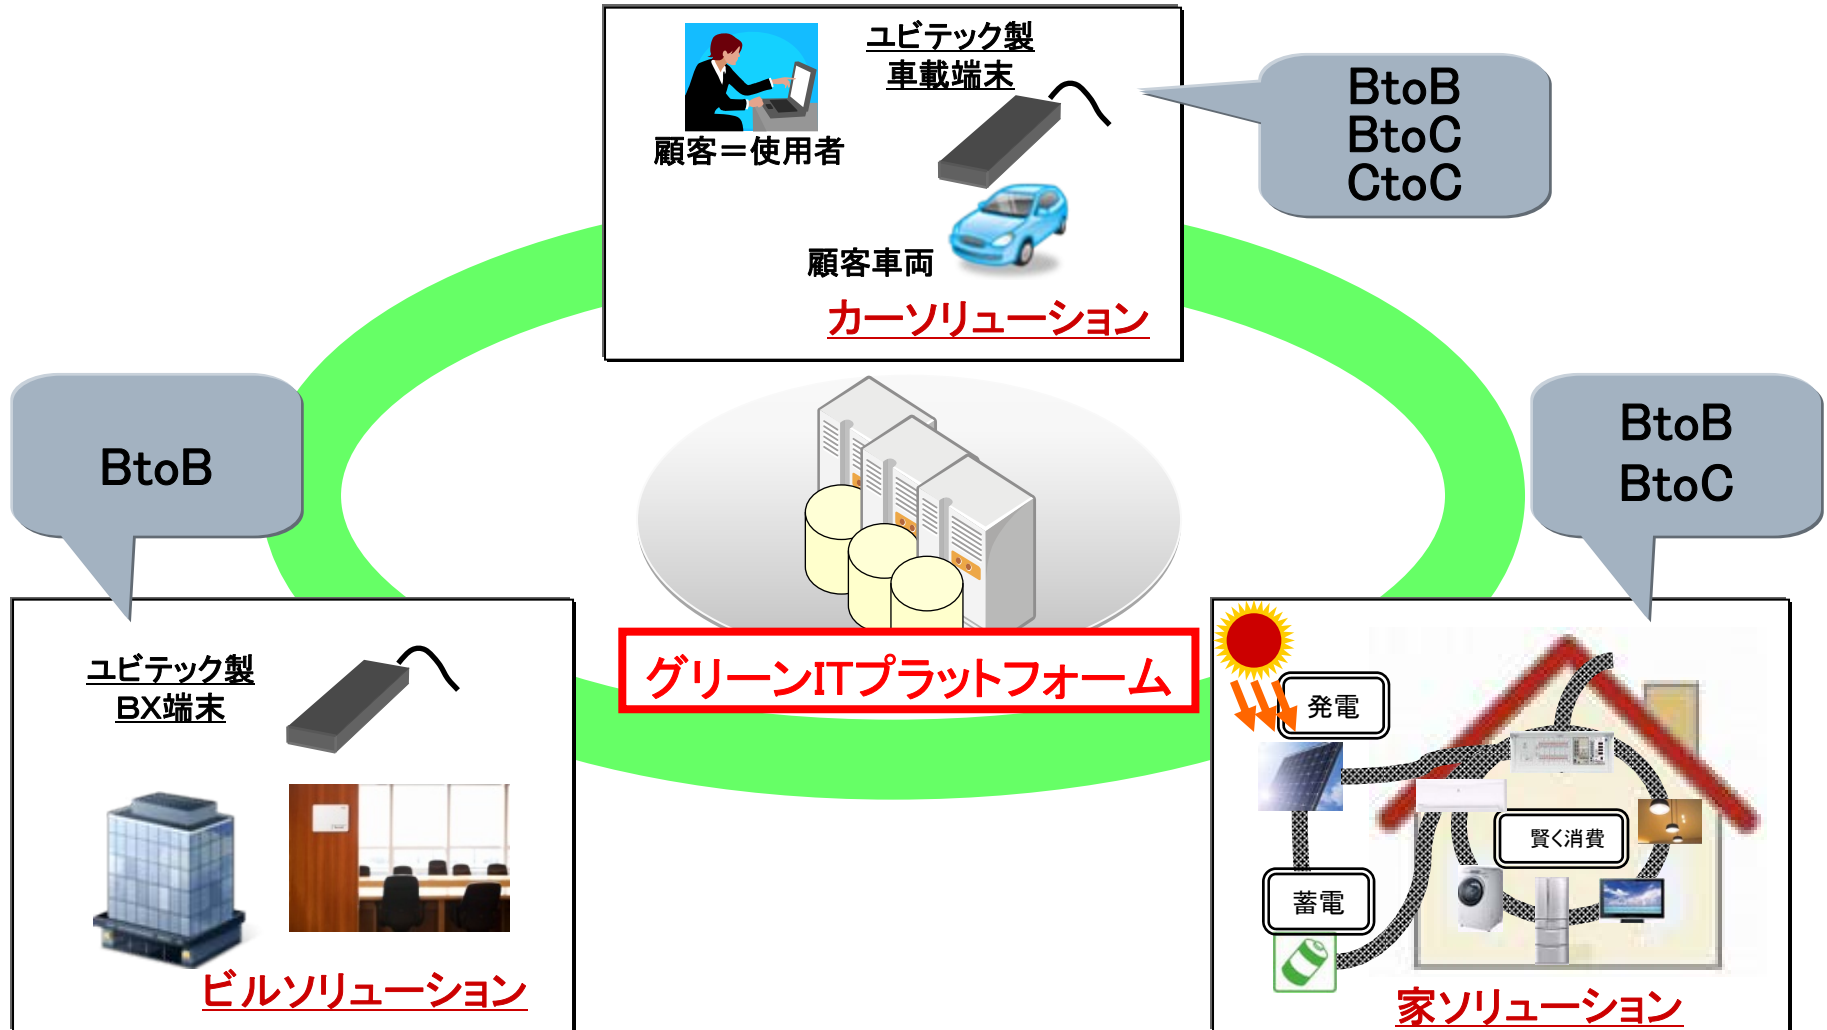 ユビテック製
車載端末
顧客＝使用者
顧客車両
カーソリューション
BtoB
BtoC
CtoC
BtoB
BtoB
BtoC
グリーンITプラットフォーム
ユビテック製
BX端末
ビルソリューション
発電
賢く消費
蓄電
家ソリューション